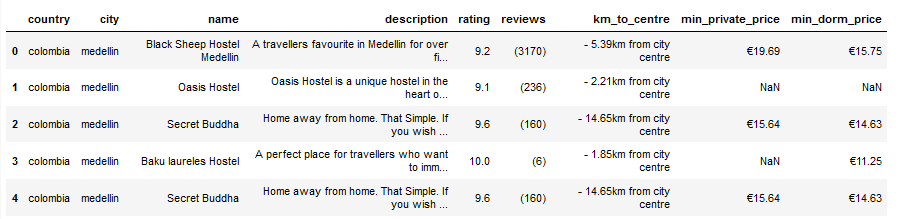 country city name description rating reviews km_to_centre min_private_price min_dorm_price
0 colombia medellin Black Sheep Hostel Medellin A travellers favourite in Medellin for over fi... 9.2 (3170) - 5.39km from city centre €19.69 €15.75
1 colombia medellin Oasis Hostel Oasis Hostel is a unique hostel in the heart o... 9.1 (236) - 2.21km from city centre NaN NaN
2 colombia medellin Secret Buddha Home away from home. That Simple. If you wish ... 9.6 (160) - 14.65km from city centre €15.64 €14.63
3 colombia medellin Baku laureles Hostel A perfect place for travellers who want to imm... 10.0 (6) - 1.85km from city centre NaN €11.25
4 colombia medellin Secret Buddha Home away from home. That Simple. If you wish ... 9.6 (160) - 14.65km from city centre €15.64 €14.63